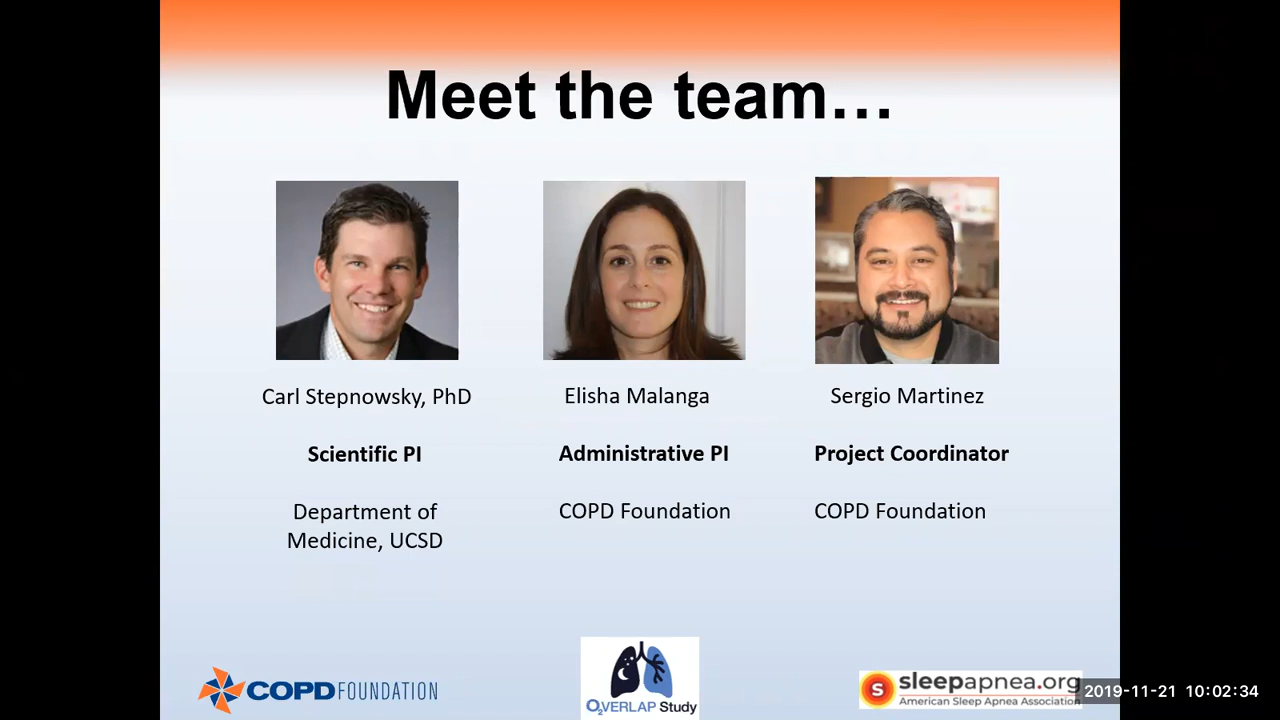 Meet the team…
Carl Stepnowsky, PhD
Elisha Malanga
Sergio Martinez
Scientific PI
Administrative PI
Project Coordinator
Department of
Medicine, UCSD
COPD Foundation
COPD Foundation
COPD FOUNDATION
O2VERLAP Study
S
sleepapnea.org
American Sleep Apnea Association
2019-11-21 10:02:34